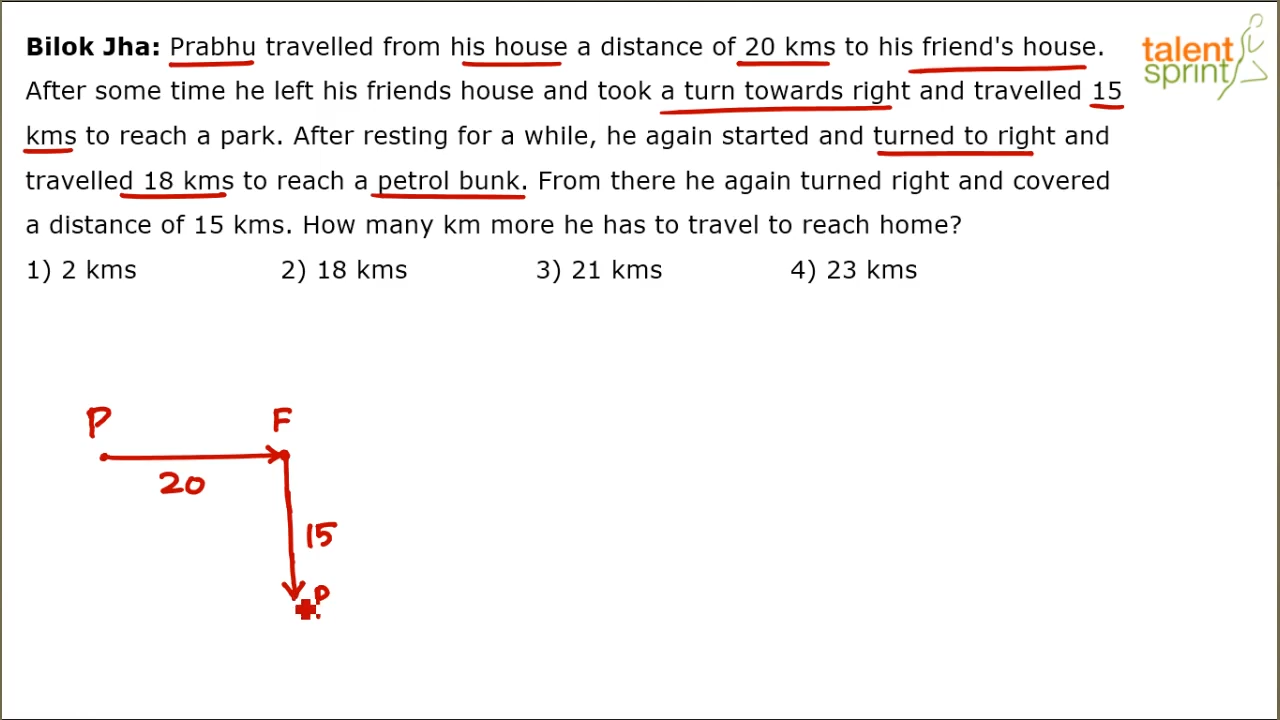 Bilok Jha: Prabhu travelled from his house a distance of 20 kms to his friend's house.
After some time he left his friends house and took a turn towards right and travelled 15
kms to reach a park. After resting for a while, he again started and turned to right and
travelled 18 kms to reach a petrol bunk. From there he again turned right and covered
a distance of 15 kms. How many km more he has to travel to reach home?
1) 2 kms 2) 18 kms 3) 21 kms 4) 23 kms
talent
sprint
P F
20
15
P